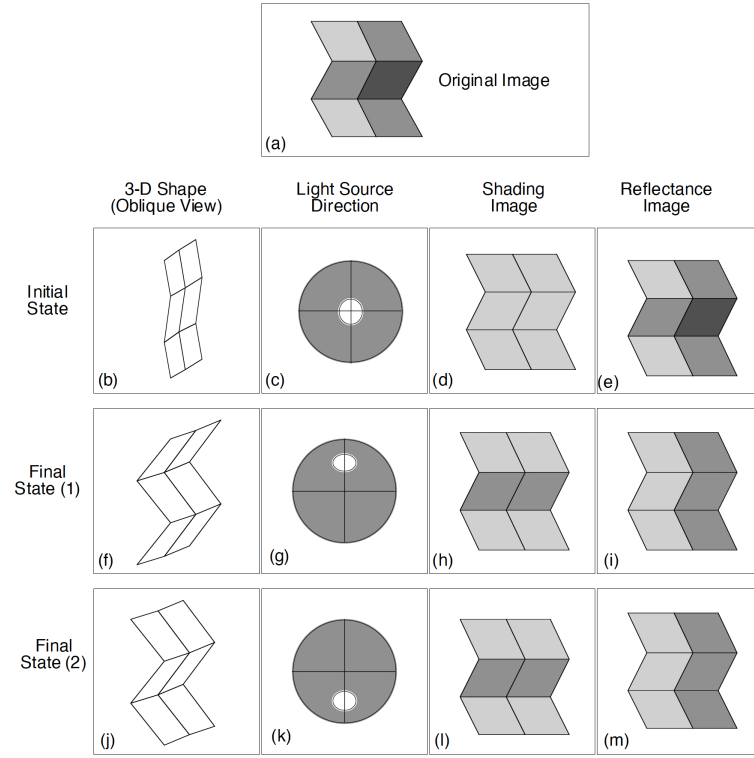 Original Image
(a)
3-D Shape
(Oblique View)
Light Source
Direction
Shading
Image
Reflectance
Image
Initial
State
(b)
(c)
(d)
(e)
Final
State (1)
(f)
(g)
(h)
(i)
Final
State (2)
(j)
(k)
(l)
(m)